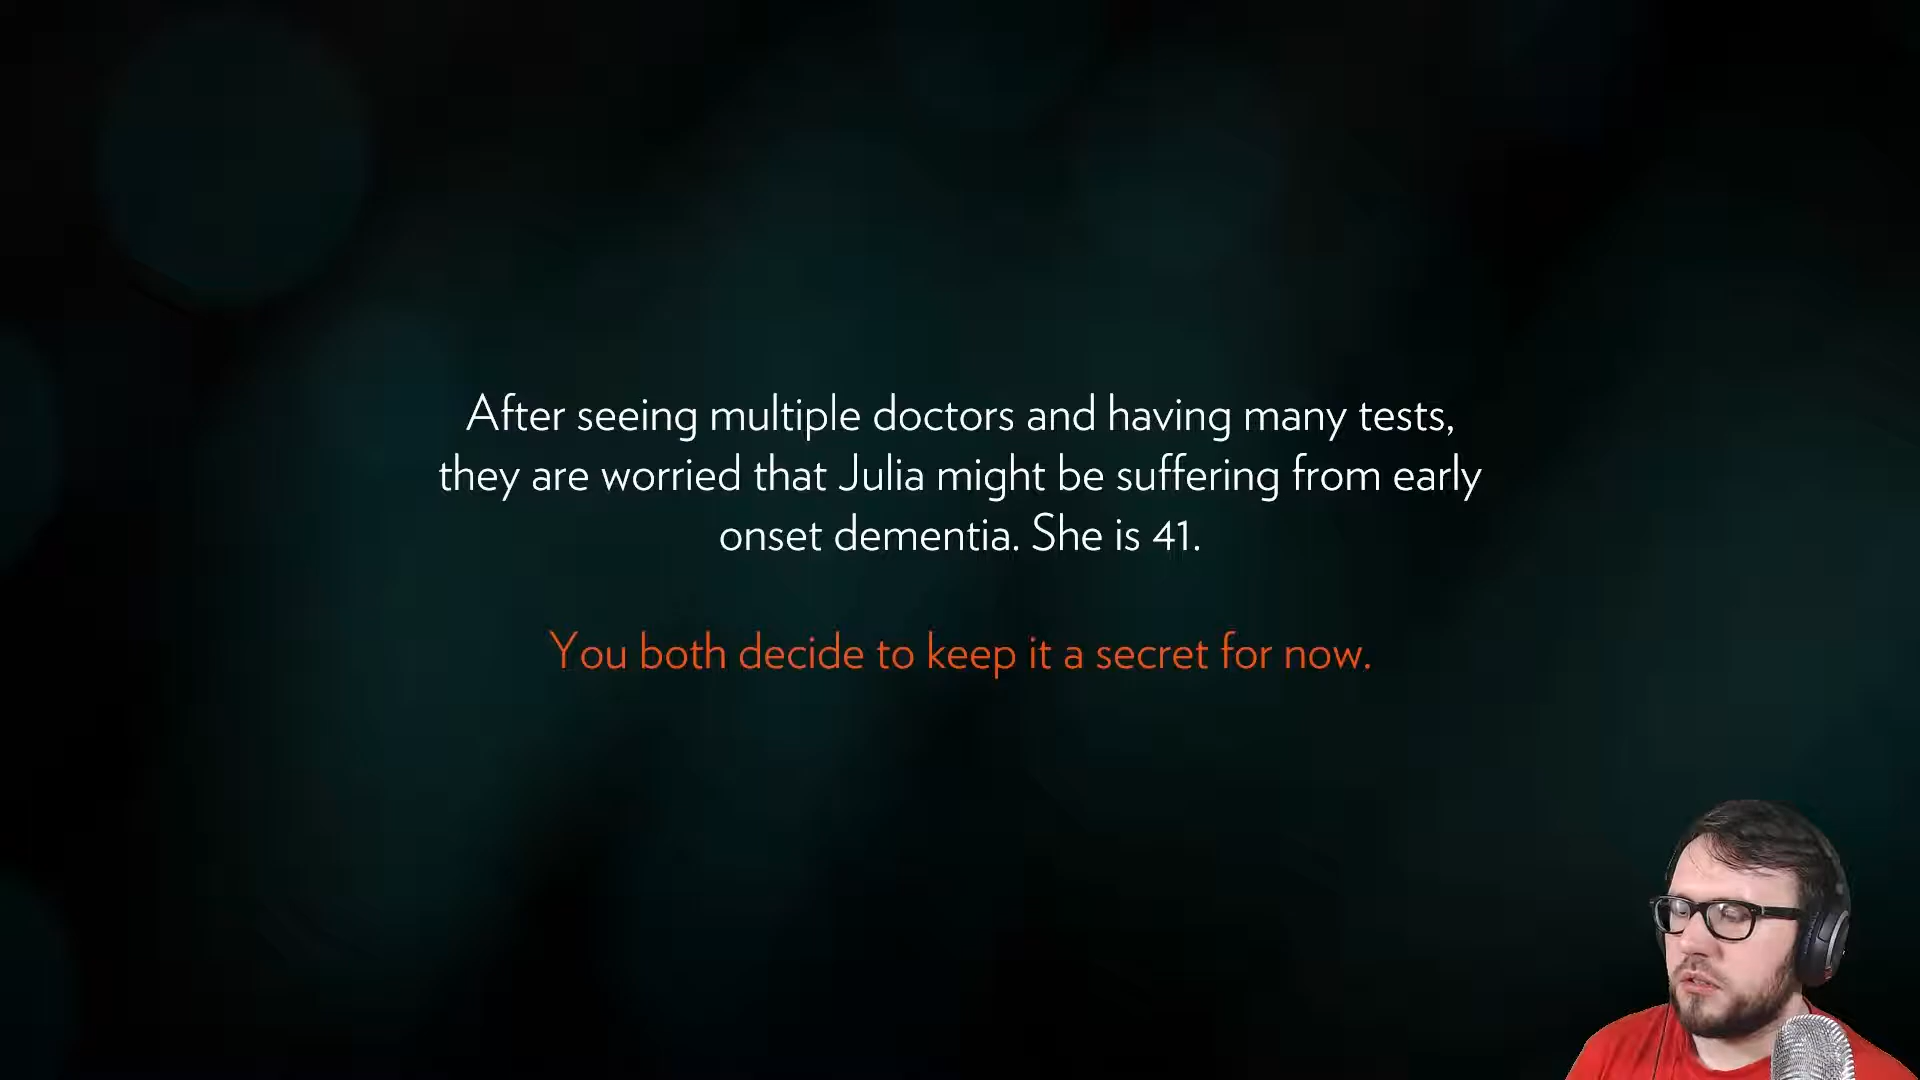 After seeing multiple doctors and having many tests,
they are worried that Julia might be suffering from early
onset dementia. She is 41.
You both decide to keep it a secret for now.